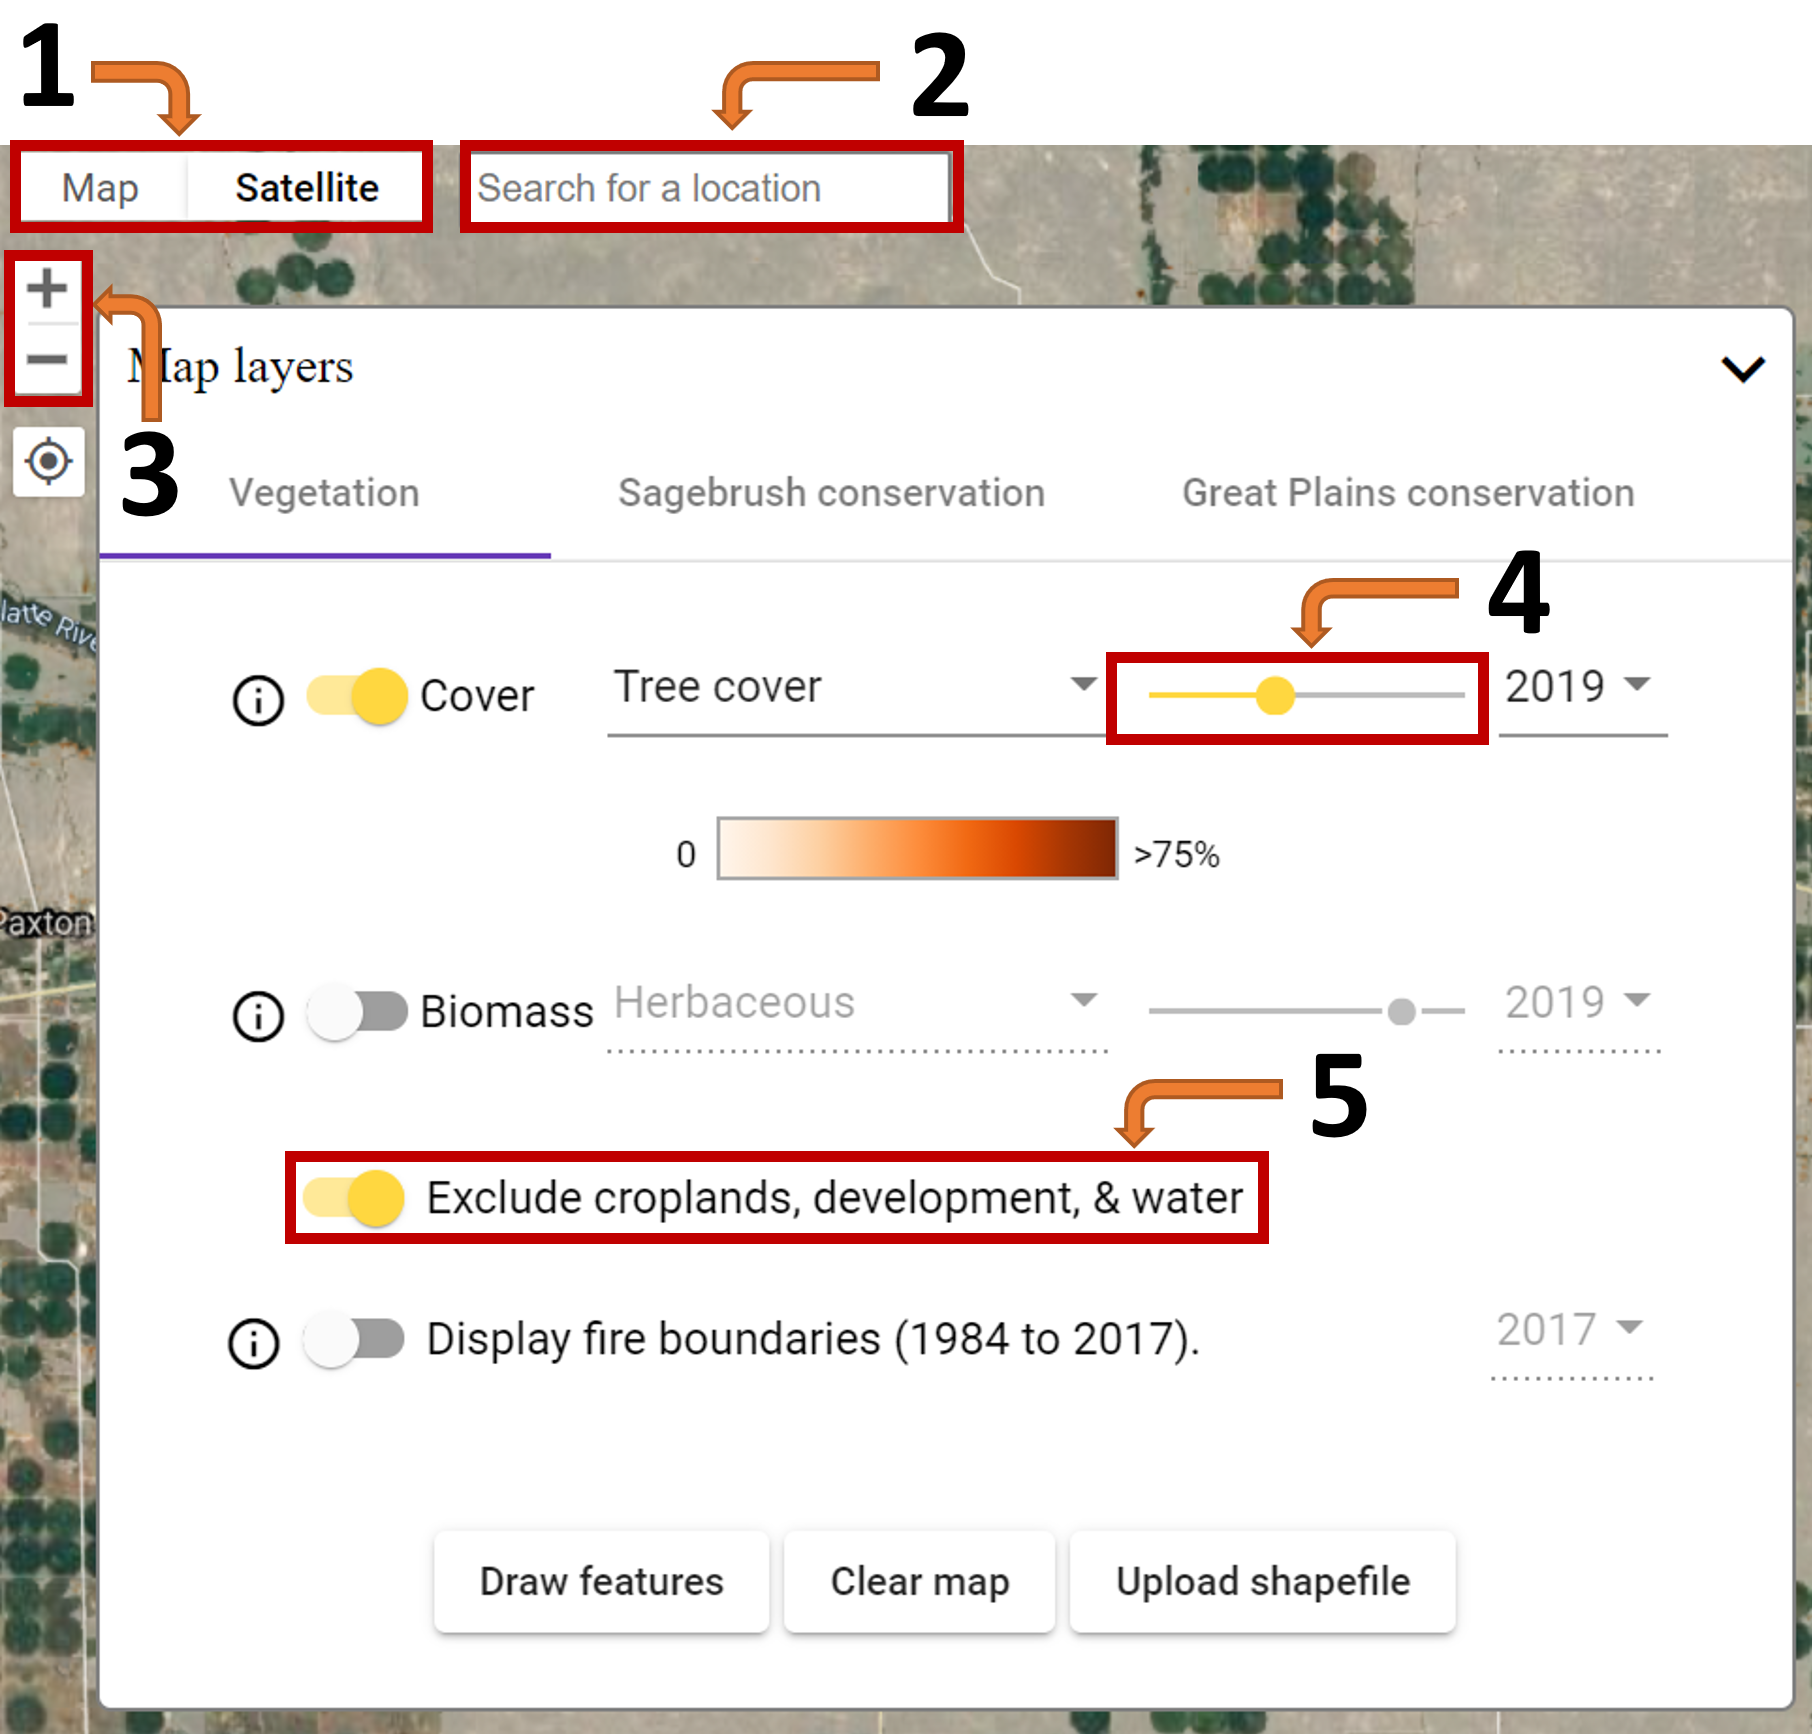 1
2
Map Satellite Search for a location
+
−
Map layers
3
Vegetation Sagebrush conservation Great Plains conservation
4
latte Rive
Cover Tree cover 2019
0 >75%
Paxton
Biomass Herbaceous 2019
5
Exclude croplands, development, & water
Display fire boundaries (1984 to 2017). 2017
Draw features Clear map Upload shapefile